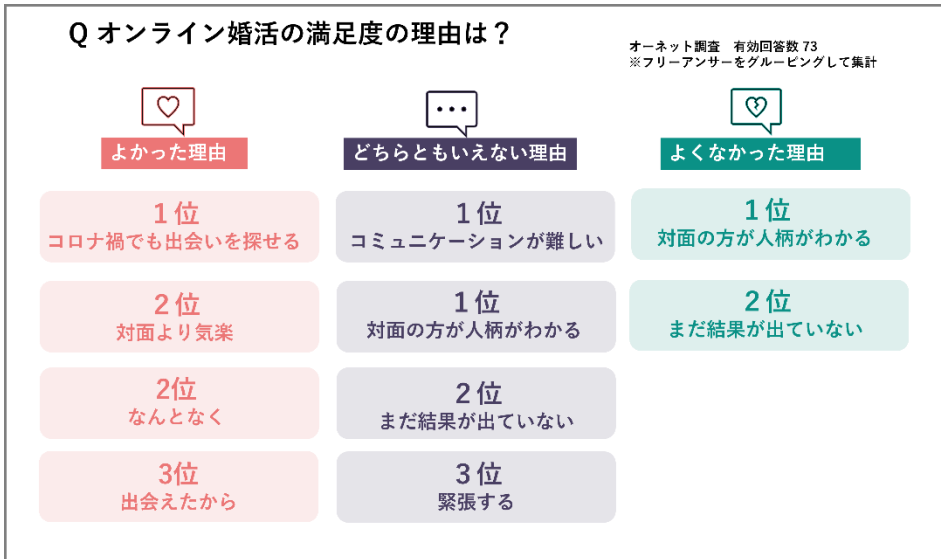 Q オンライン婚活の満足度の理由は？
オーネット調査　有効回答数 73
※フリーアンサーをグルーピングして集計
よかった理由
1 位
コロナ禍でも出会いを探せる
2 位
対面より気楽
2位
なんとなく
3位
出会えたから
どちらともいえない理由
1 位
コミュニケーションが難しい
1 位
対面の方が人柄がわかる
2 位
まだ結果が出ていない
3 位
緊張する
よくなかった理由
1 位
対面の方が人柄がわかる
2 位
まだ結果が出ていない